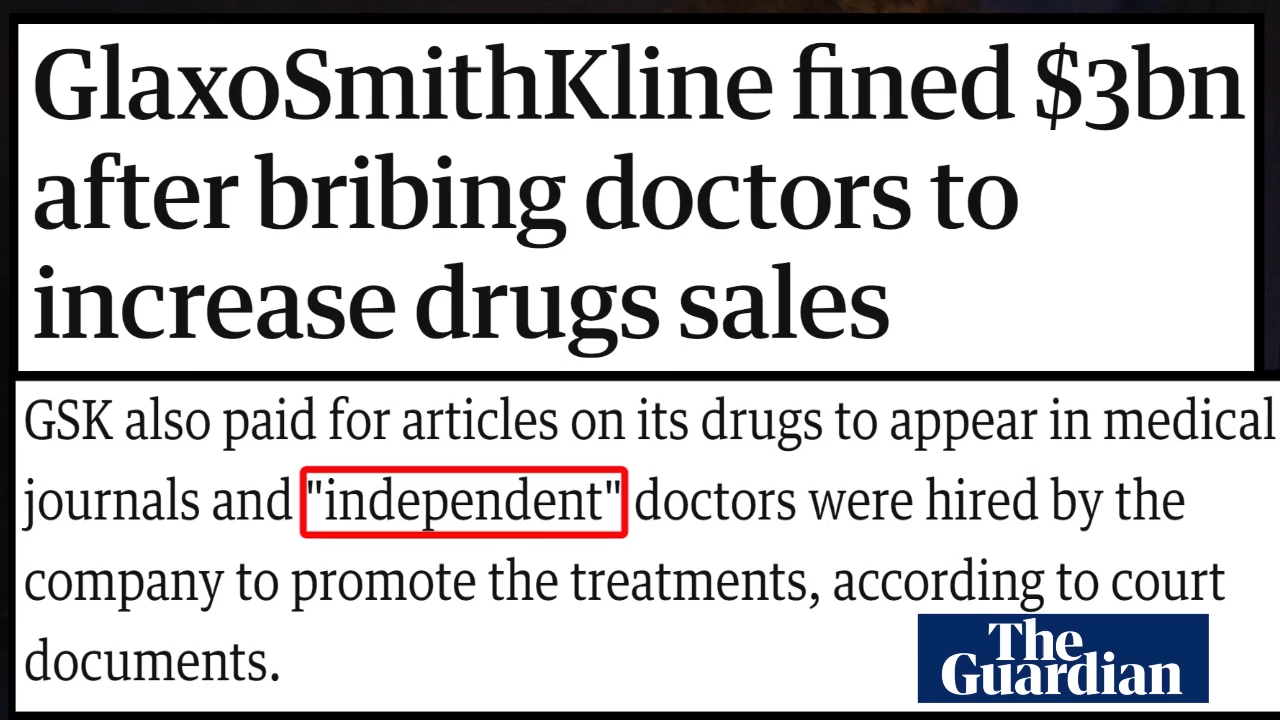 GlaxoSmithKline fined $3bn
after bribing doctors to
increase drugs sales
GSK also paid for articles on its drugs to appear in medical
journals and "independent" doctors were hired by the
company to promote the treatments, according to court
documents.
The
Guardian